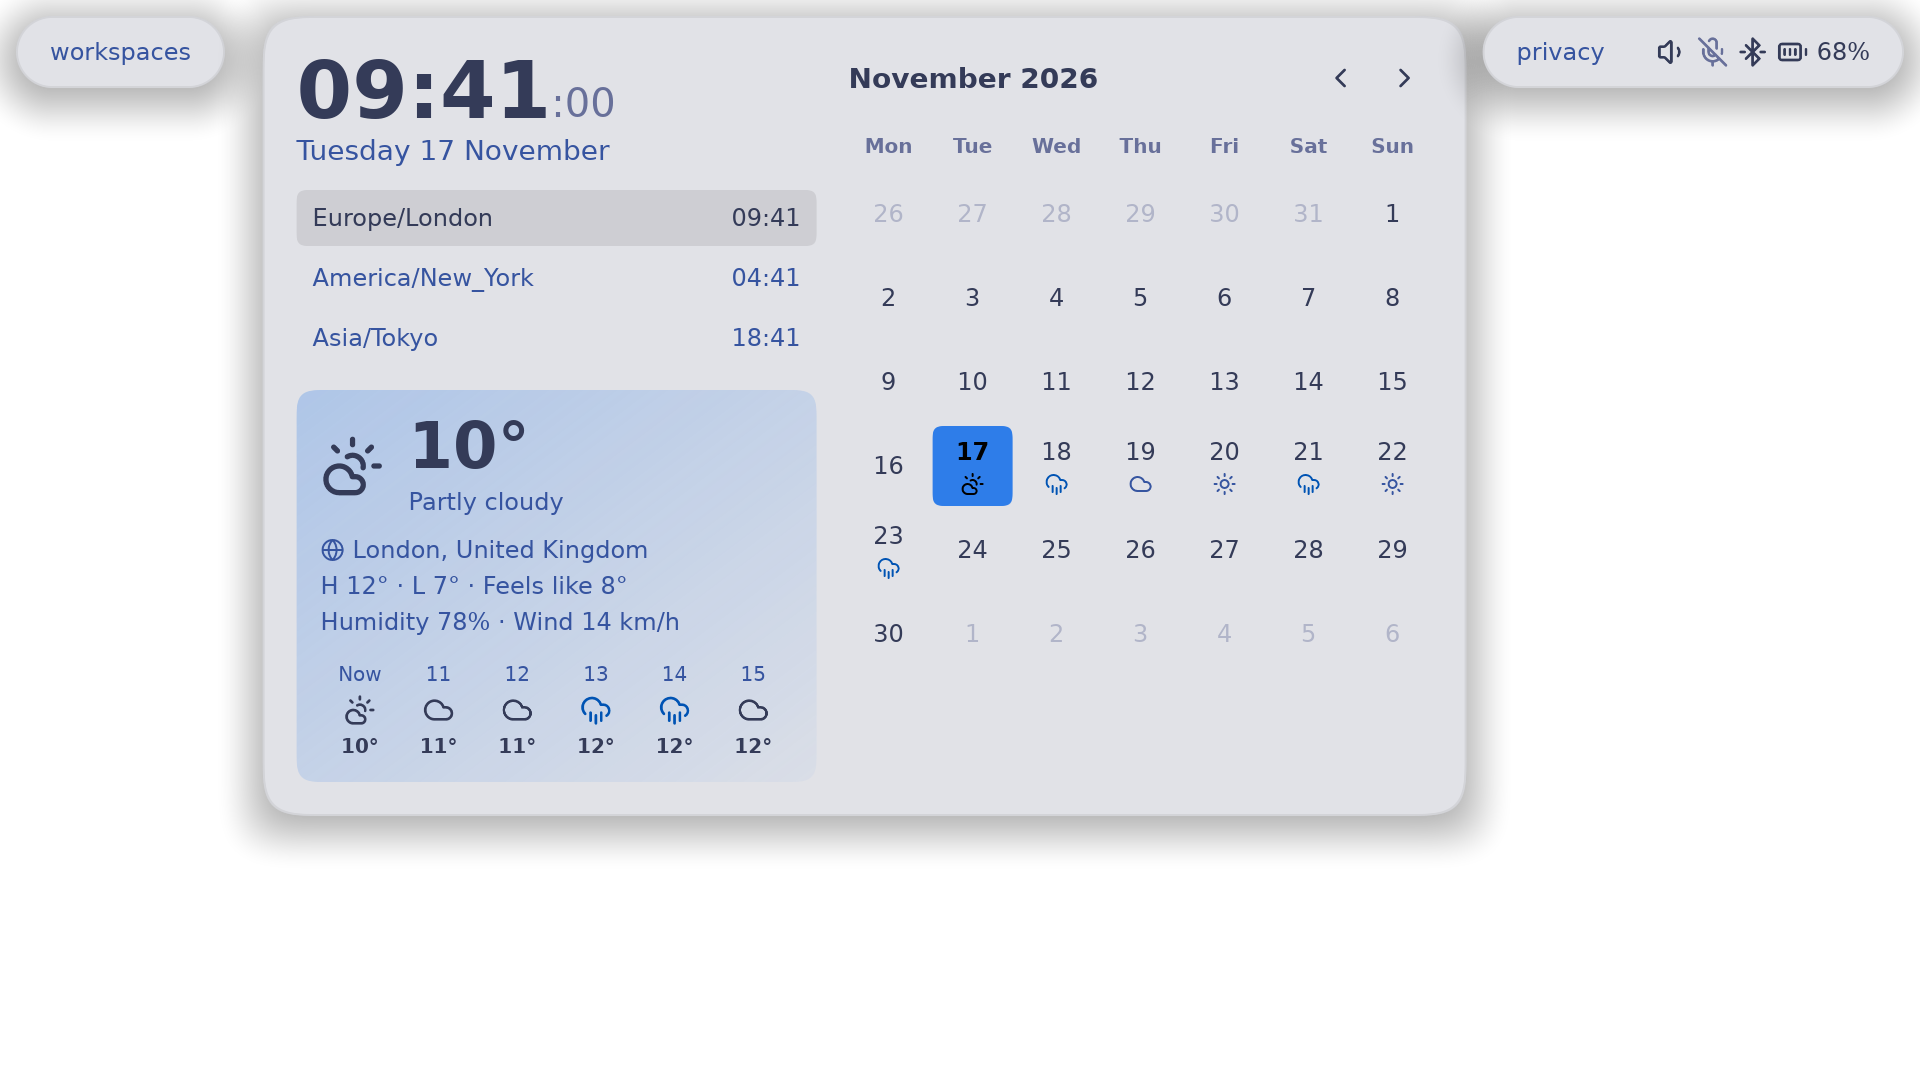 workspaces
09:41:00
Tuesday 17 November
Europe/London 09:41
America/New_York 04:41
Asia/Tokyo 18:41
10°
Partly cloudy
London, United Kingdom
H 12° · L 7° · Feels like 8°
Humidity 78% · Wind 14 km/h
Now 11 12 13 14 15
10° 11° 11° 12° 12° 12°
November 2026
Mon Tue Wed Thu Fri Sat Sun
26 27 28 29 30 31 1
2 3 4 5 6 7 8
9 10 11 12 13 14 15
16 17 18 19 20 21 22
23 24 25 26 27 28 29
30 1 2 3 4 5 6
privacy 68%